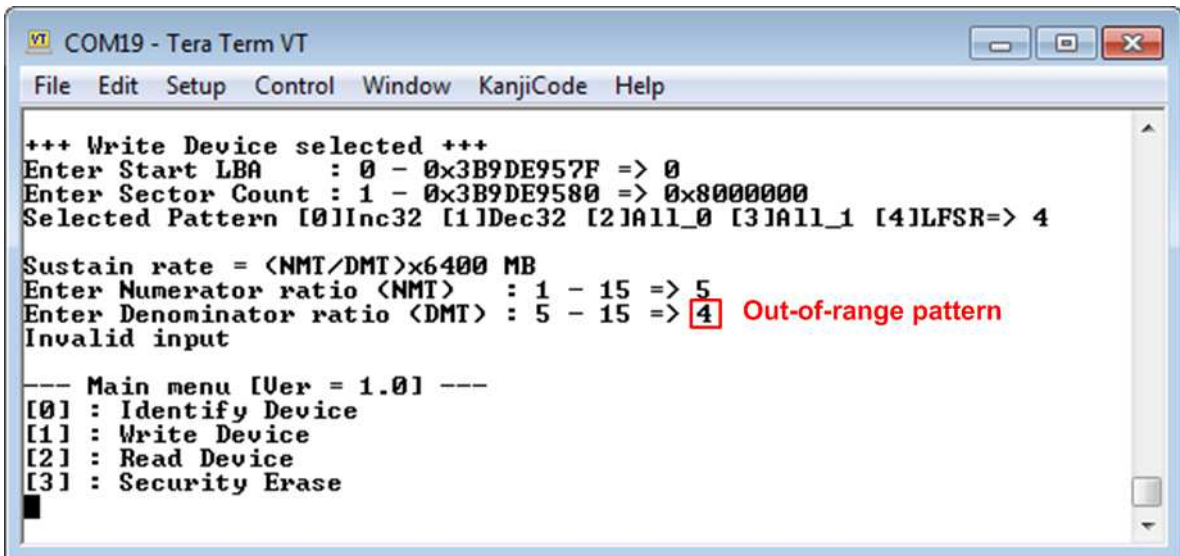 COM19 - Tera Term VT
File Edit Setup Control Window KanjiCode Help
+++ Write Device selected +++
Enter Start LBA : 0 - 0x3B9DE957F => 0
Enter Sector Count : 1 - 0x3B9DE9580 => 0x8000000
Selected Pattern [0]Inc32 [1]Dec32 [2]All_0 [3]All_1 [4]LFSR=> 4
Sustain rate = (NMT/DMT)x6400 MB
Enter Numerator ratio (NMT) : 1 - 15 => 5
Enter Denominator ratio (DMT) : 5 - 15 => 4 Out-of-range pattern
Invalid input
--- Main menu [Ver = 1.0] ---
[0] : Identify Device
[1] : Write Device
[2] : Read Device
[3] : Security Erase